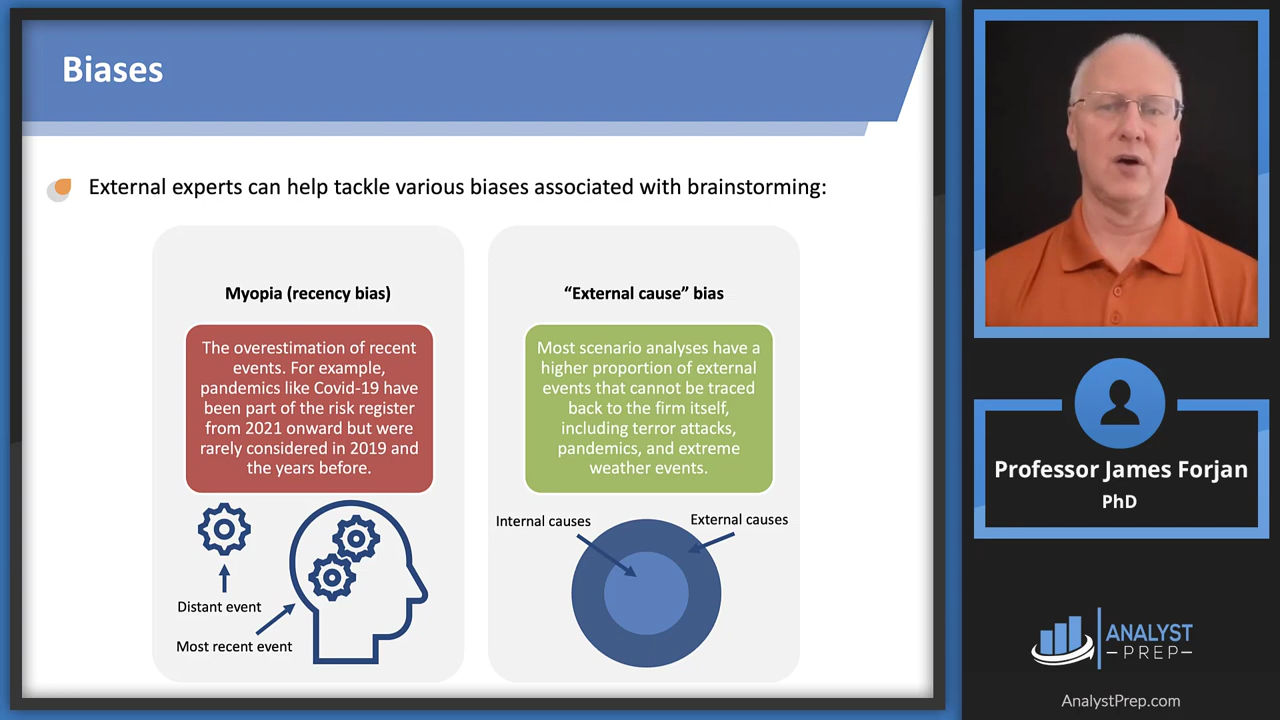 Biases
External experts can help tackle various biases associated with brainstorming:
Myopia (recency bias)
The overestimation of recent
events. For example,
pandemics like Covid-19 have
been part of the risk register
from 2021 onward but were
rarely considered in 2019 and
the years before.
Distant event
Most recent event
“External cause” bias
Most scenario analyses have a
higher proportion of external
events that cannot be traced
back to the firm itself,
including terror attacks,
pandemics, and extreme
weather events.
Internal causes
External causes
Professor James Forjan
PhD
ANALYST
—PREP—
AnalystPrep.com